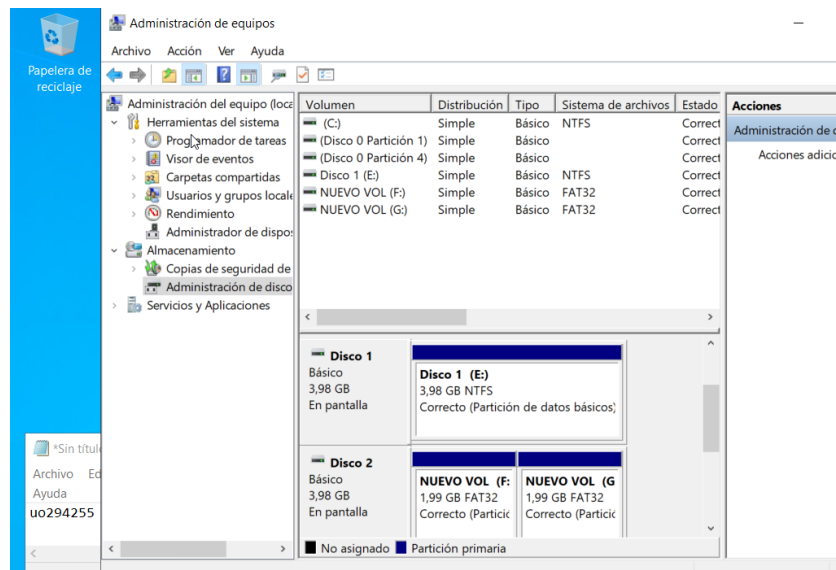 Papelera de
reciclaje
Administración de equipos
Archivo Acción Ver Ayuda
Administración del equipo (loca
Herramientas del sistema
Programador de tareas
Visor de eventos
Carpetas compartidas
Usuarios y grupos locale
Rendimiento
Administrador de dispos
Almacenamiento
Copias de seguridad de
Administración de disco
Servicios y Aplicaciones
Volumen Distribución Tipo Sistema de archivos Estado
(C:) Simple Básico NTFS Correct
(Disco 0 Partición 1) Simple Básico Correct
(Disco 0 Partición 4) Simple Básico Correct
Disco 1 (E:) Simple Básico NTFS Correct
NUEVO VOL (F:) Simple Básico FAT32 Correct
NUEVO VOL (G:) Simple Básico FAT32 Correct
Acciones
Administración de d
Acciones adicio
Disco 1
Básico
3,98 GB
En pantalla
Disco 1 (E:)
3,98 GB NTFS
Correcto (Partición de datos básicos)
Disco 2
Básico
3,98 GB
En pantalla
NUEVO VOL (F:
1,99 GB FAT32
Correcto (Partició
NUEVO VOL (G
1,99 GB FAT32
Correcto (Partició
No asignado Partición primaria
*Sin títul
Archivo Ed
Ayuda
uo294255